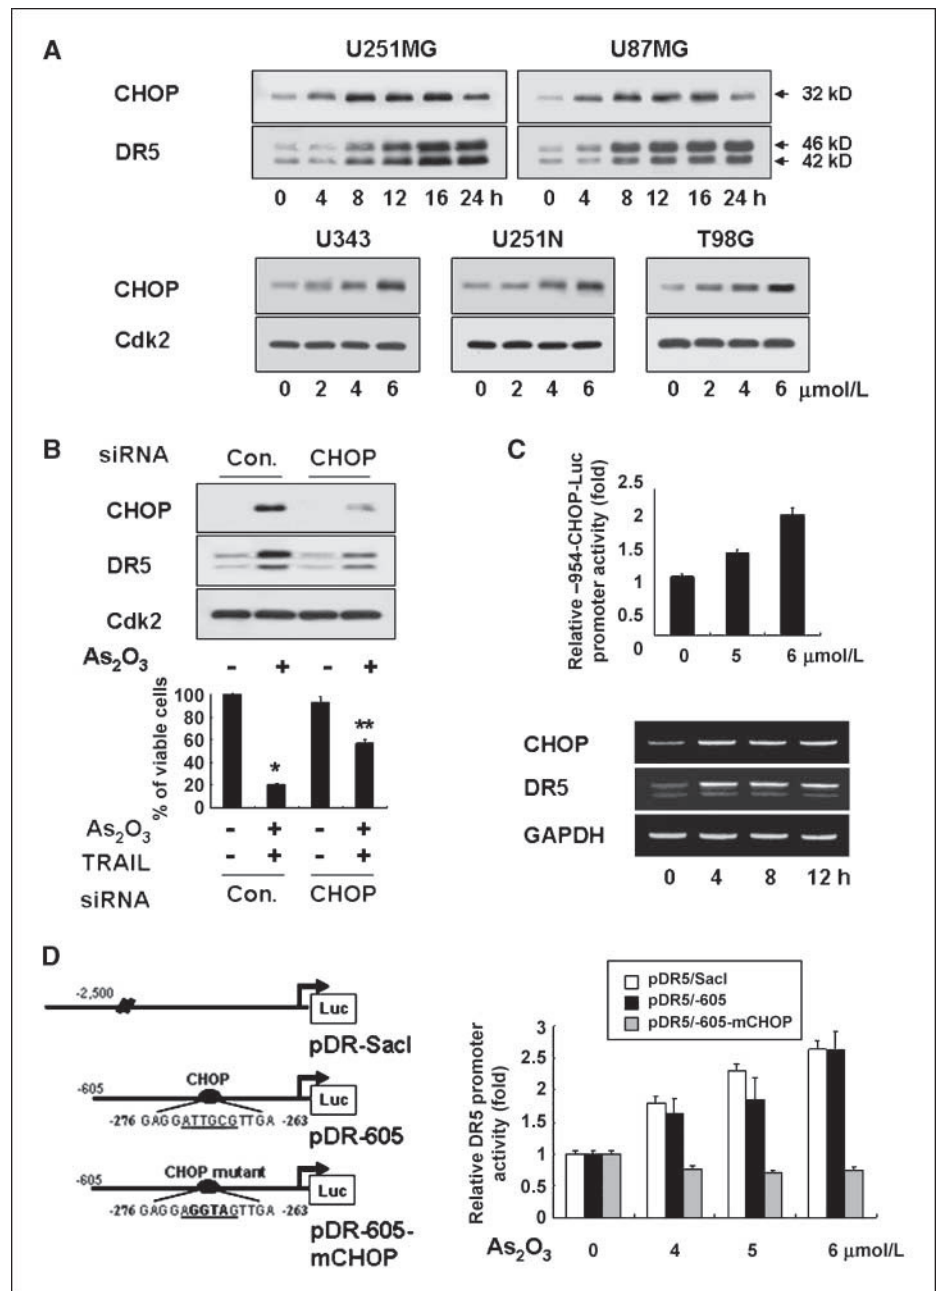 A
U251MG U87MG
CHOP 32 kD
DR5 46 kD
42 kD
0 4 8 12 16 24 h 0 4 8 12 16 24 h
U343 U251N T98G
CHOP
Cdk2
0 2 4 6 0 2 4 6 0 2 4 6 μmol/L
B
siRNA Con. CHOP
CHOP
DR5
Cdk2
As2O3 - + - +
% of viable cells
100
80
60
40
20
0
* **
As2O3 - + - +
TRAIL - + - +
siRNA Con. CHOP
C
Relative –954-CHOP-Luc
promoter activity (fold)
2.5
2
1.5
1
0.5
0
0 5 6 μmol/L
CHOP
DR5
GAPDH
0 4 8 12 h
D
-2,500
Luc
pDR-SacI
-605 CHOP
-276 GAGGATTGCGTTGA -263
Luc
pDR-605
-605 CHOP mutant
-276 GAGGAGGTAGTTGA -263
Luc
pDR-605-
mCHOP
pDR5/SacI
pDR5/-605
pDR5/-605-mCHOP
Relative DR5 promoter
activity (fold)
3
2.5
2
1.5
1
0.5
0
As2O3 0 4 5 6 μmol/L